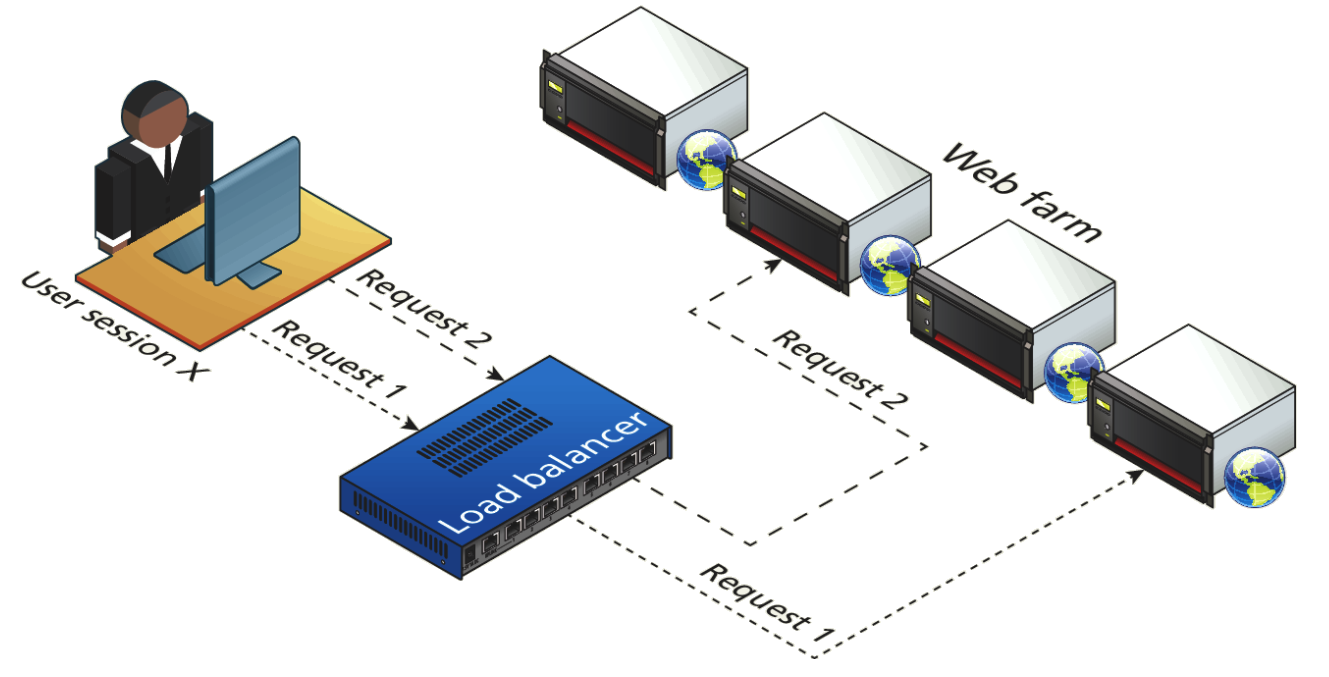 Web farm
User session X
Request 2
Request 1
Request 2
Load balancer
Request 1